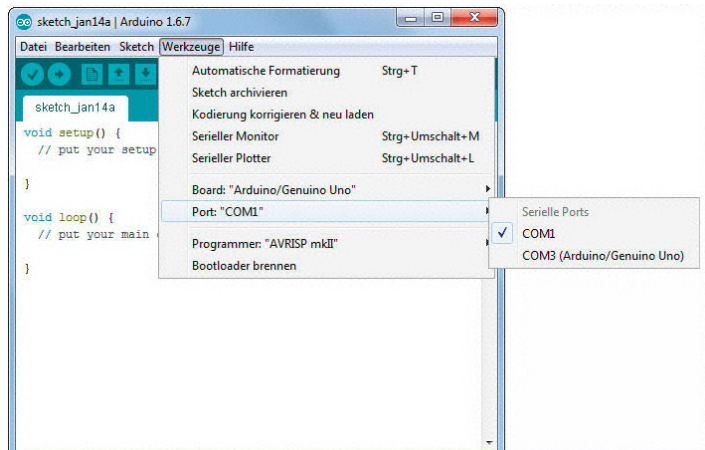 sketch_jan14a | Arduino 1.6.7
Datei Bearbeiten Sketch Werkzeuge Hilfe
sketch_jan14a
void setup() {
// put your setup
}
void loop() {
// put your main
}
Automatische Formatierung Strg+T
Sketch archivieren
Kodierung korrigieren & neu laden
Serieller Monitor Strg+Umschalt+M
Serieller Plotter Strg+Umschalt+L
Board: "Arduino/Genuino Uno"
Port: "COM1"
Programmer: "AVRISP mkII"
Bootloader brennen
Serielle Ports
COM1
COM3 (Arduino/Genuino Uno)